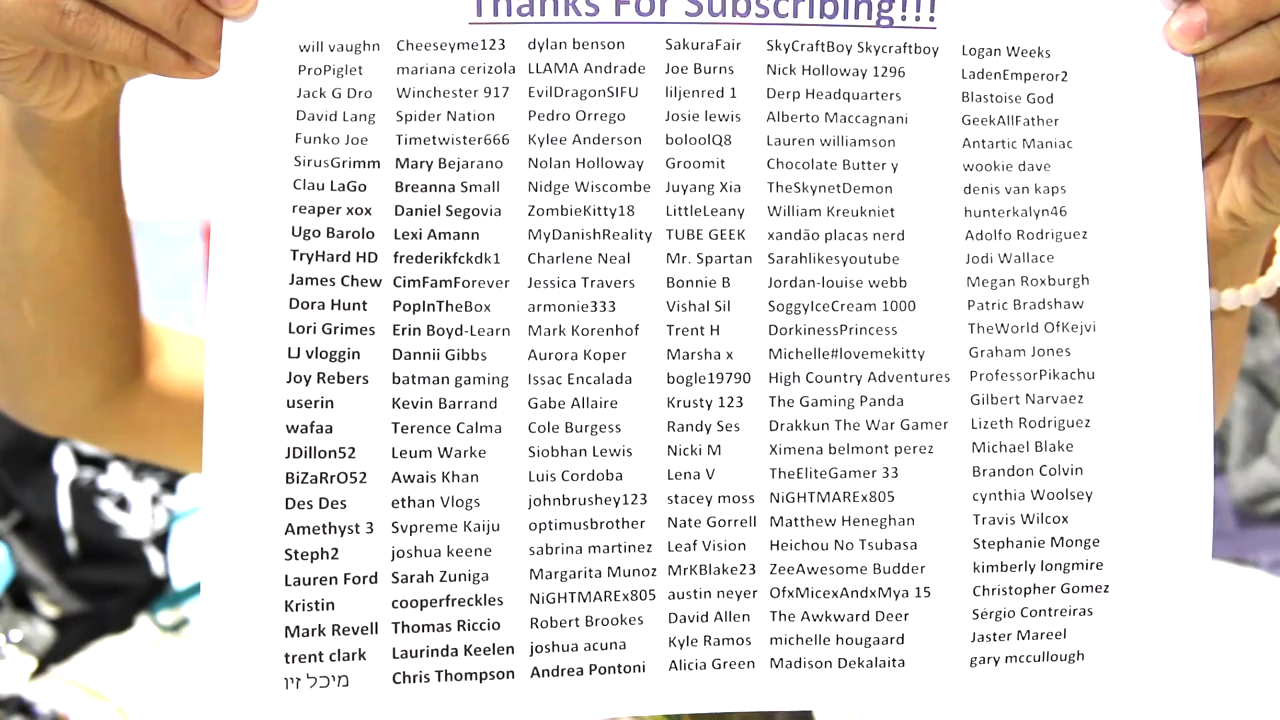 Thanks For Subscribing!!!
will vaughn Cheeseyme123 dylan benson SakuraFair SkyCraftBoy Skycraftboy Logan Weeks
ProPiglet mariana cerizola LLAMA Andrade Joe Burns Nick Holloway 1296 LadenEmperor2
Jack G Dro Winchester 917 EvilDragonSIFU liljenred 1 Derp Headquarters Blastoise God
David Lang Spider Nation Pedro Orrego Josie lewis Alberto Maccagnani GeekAllFather
Funko Joe Timetwister666 Kylee Anderson boloolQ8 Lauren williamson Antartic Maniac
SirusGrimm Mary Bejarano Nolan Holloway Groomit Chocolate Butter y wookie dave
Clau LaGo Breanna Small Nidge Wiscombe Juyang Xia TheSkynetDemon denis van kaps
reaper xox Daniel Segovia ZombieKitty18 LittleLeany William Kreukniet hunterkalyn46
Ugo Barolo Lexi Amann MyDanishReality TUBE GEEK xandão placas nerd Adolfo Rodriguez
TryHard HD frederikfckdk1 Charlene Neal Mr. Spartan Sarahlikesyoutube Jodi Wallace
James Chew CimFamForever Jessica Travers Bonnie B Jordan-louise webb Megan Roxburgh
Dora Hunt PopInTheBox armonie333 Vishal Sil SoggyIceCream 1000 Patric Bradshaw
Lori Grimes Erin Boyd-Learn Mark Korenhof Trent H DorkinessPrincess TheWorld OfKejvi
LJ vloggin Dannii Gibbs Aurora Koper Marsha x Michelle#lovemekitty Graham Jones
Joy Rebers batman gaming Issac Encalada bogle19790 High Country Adventures ProfessorPikachu
userin Kevin Barrand Gabe Allaire Krusty 123 The Gaming Panda Gilbert Narvaez
wafaa Terence Calma Cole Burgess Randy Ses Drakkun The War Gamer Lizeth Rodriguez
JDillon52 Leum Warke Siobhan Lewis Nicki M Ximena belmont perez Michael Blake
BiZaRrO52 Awais Khan Luis Cordoba Lena V TheEliteGamer 33 Brandon Colvin
Des Des ethan Vlogs johnbrushey123 stacey moss NiGHTMAREx805 cynthia Woolsey
Amethyst 3 Svpreme Kaiju optimusbrother Nate Gorrell Matthew Heneghan Travis Wilcox
Steph2 joshua keene sabrina martinez Leaf Vision Heichou No Tsubasa Stephanie Monge
Lauren Ford Sarah Zuniga Margarita Munoz MrKBlake23 ZeeAwesome Budder kimberly longmire
Kristin cooperfreckles NiGHTMAREx805 austin neyer OfxMicexAndxMya 15 Christopher Gomez
Mark Revell Thomas Riccio Robert Brookes David Allen The Awkward Deer Sérgio Contreiras
trent clark Laurinda Keelen joshua acuna Kyle Ramos michelle hougaard Jaster Mareel
מיכל זיו Chris Thompson Andrea Pontoni Alicia Green Madison Dekalaita gary mccullough